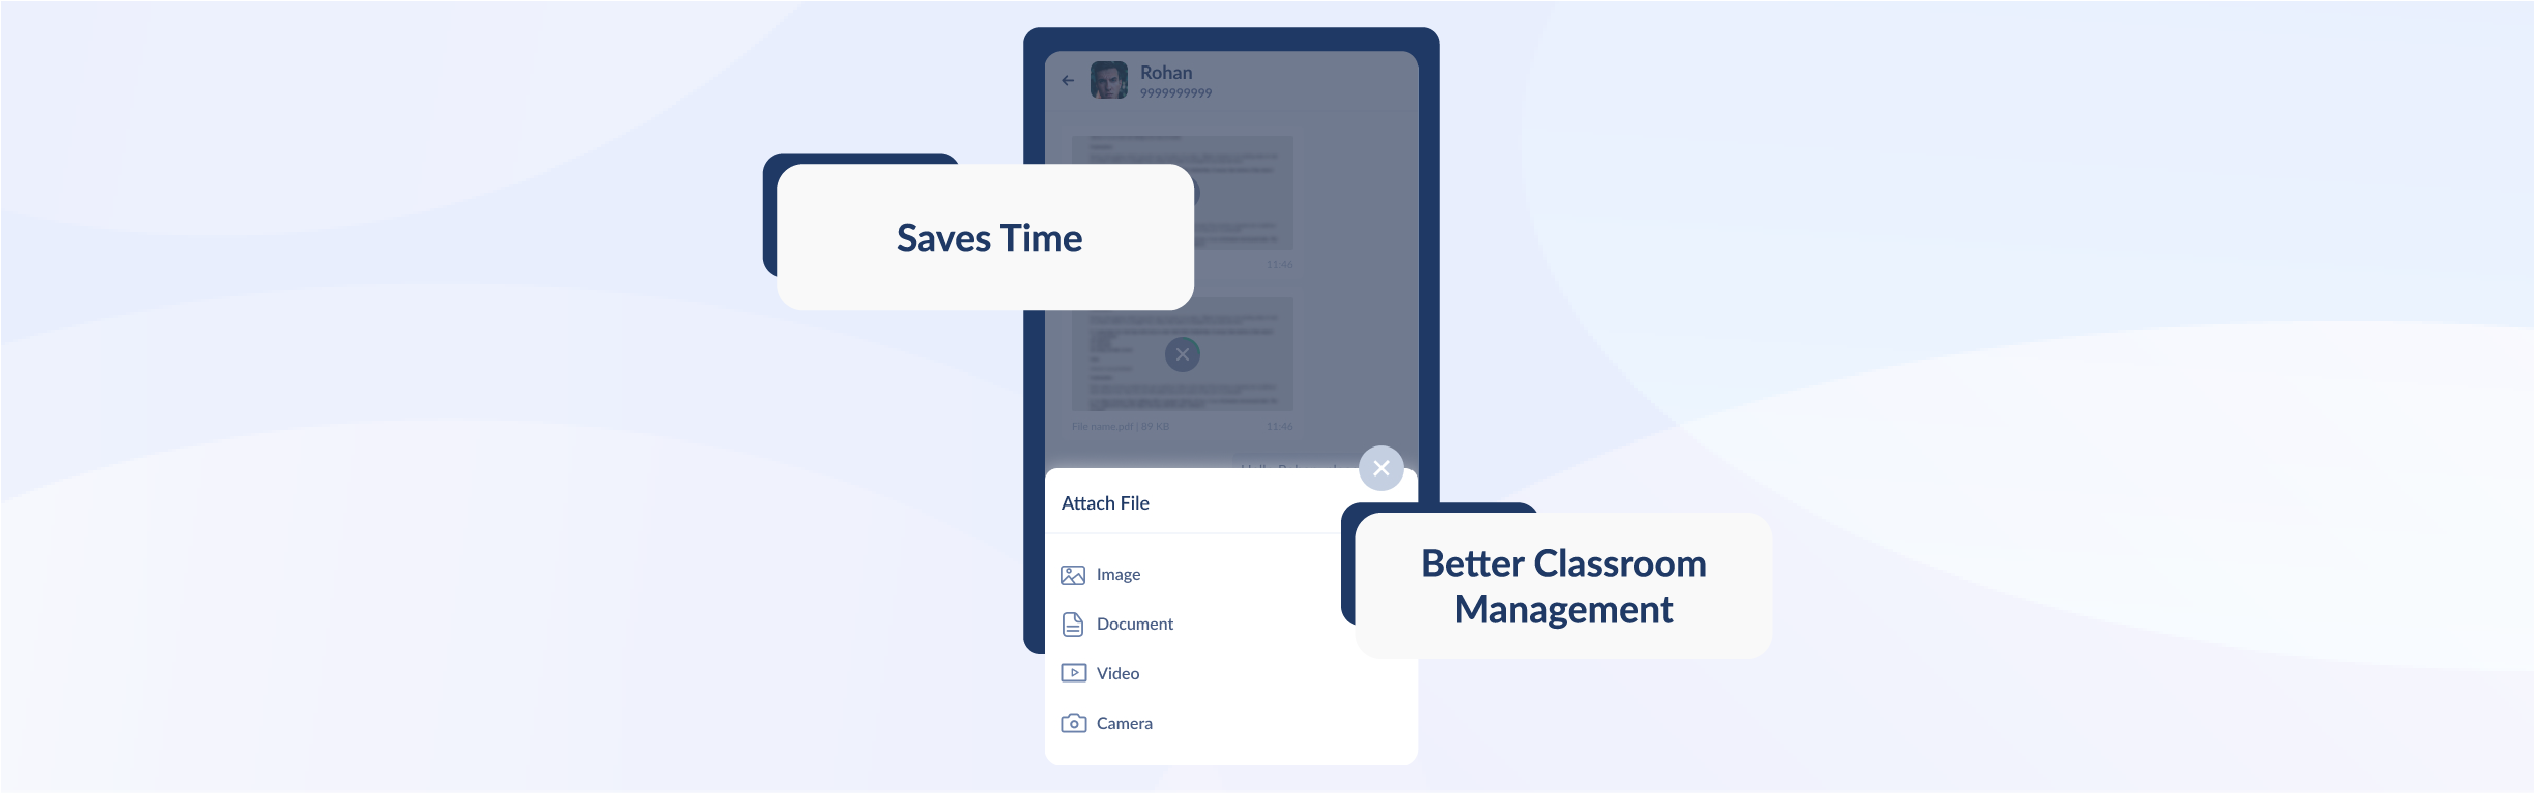 Rohan
9999999999
Saves Time
11:46
File name.pdf | 89 KB
11:46
Attach File
Image
Document
Video
Camera
Better Classroom
Management